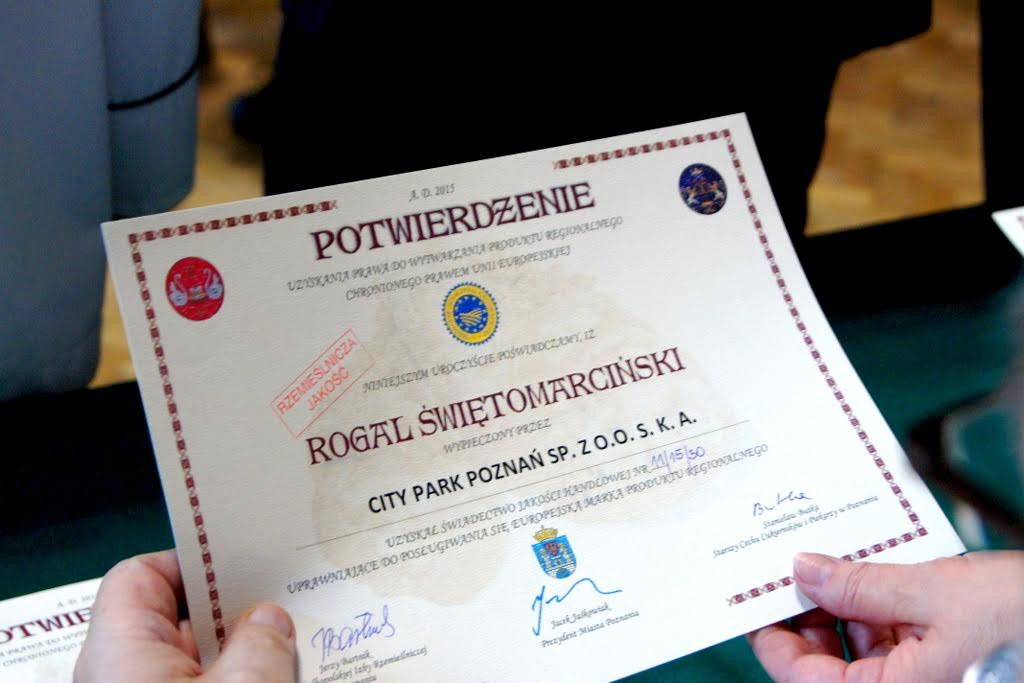 A. D. 2015
POTWIERDZENIE
UZYSKANIA PRAWA DO WYTWARZANIA PRODUKTU REGIONALNEGO
CHRONIONEGO PRAWEM UNII EUROPEJSKIEJ
RZEMIEŚLNICZA
JAKOŚĆ
NINIEJSZYM UROCZYŚCIE POŚWIADCZAMY, IŻ
ROGAL ŚWIĘTOMARCIŃSKI
WYPIECZONY PRZEZ
CITY PARK POZNAŃ SP. Z O.O. S. K. A.
UZYSKAŁ ŚWIADECTWO JAKOŚCI HANDLOWEJ NR 11/15/30
UPRAWNIAJĄCE DO POSŁUGIWANIA SIĘ EUROPEJSKĄ MARKĄ PRODUKTU REGIONALNEGO
Stanisław Butka
Starszy Cechu Cukierników i Piekarzy w Poznaniu
Jacek Jaśkowiak
Prezydent Miasta Poznania
Jerzy Bartnik
Izby Rzemieślniczej